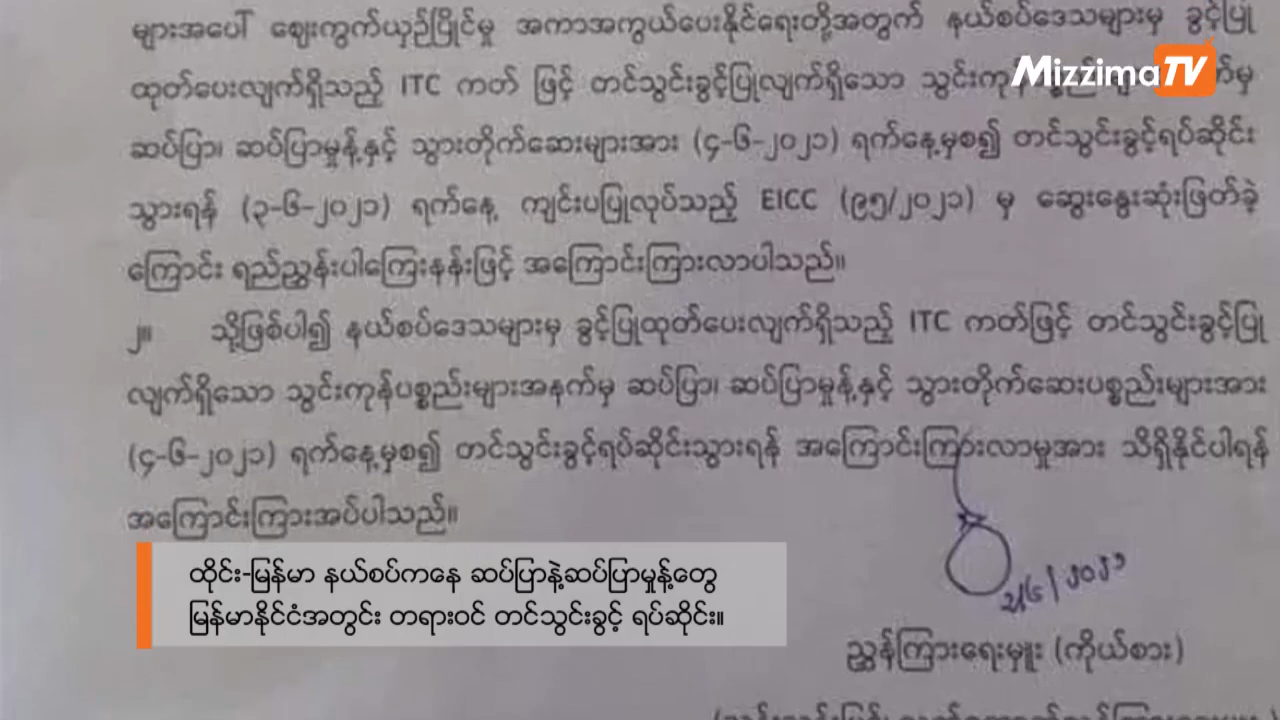 များအပေါ် ဈေးကွက်ယှဉ်ပြိုင်မှု အကာအကွယ်ပေးနိုင်ရေးတို့အတွက် နယ်စပ်ဒေသများမှ ခွင့်ပြု
MizzimaTV
ထုတ်ပေးလျက်ရှိသည့် ITC ကတ် ဖြင့် တင်သွင်းခွင့်ပြုလျက်ရှိသော
ဆပ်ပြာ၊ ဆပ်ပြာမှုန့်နှင့် သွားတိုက်ဆေးများအား (၄-၆-၂၀၂၁) ရက်နေ့မှစ၍ တင်သွင်းခွင့်ရပ်ဆိုင်း
သွားရန် (၃-၆-၂၀၂၁) ရက်နေ့ ကျင်းပပြုလုပ်သည့် EICC (၉၅/၂၀၂၁) မှ ဆွေးနွေးဆုံးဖြတ်ခဲ့
ကြောင်း ရည်ညွှန်းပါကြေးနန်းဖြင့် အကြောင်းကြားလာပါသည်။
၂။ သို့ဖြစ်ပါ၍ နယ်စပ်ဒေသများမှ ခွင့်ပြုထုတ်ပေးလျက်ရှိသည့် ITC ကတ်ဖြင့် တင်သွင်းခွင့်ပြု
လျက်ရှိသော သွင်းကုန်ပစ္စည်းများအနက်မှ ဆပ်ပြာ၊ ဆပ်ပြာမှုန့်နှင့် သွားတိုက်ဆေးပစ္စည်းများအား
(၄-၆-၂၀၂၁) ရက်နေ့မှစ၍ တင်သွင်းခွင့်ရပ်ဆိုင်းသွားရန် အကြောင်းကြားလာမှုအား သိရှိနိုင်ပါရန်
အကြောင်းကြားအပ်ပါသည်။
ထိုင်း-မြန်မာ နယ်စပ်ကနေ ဆပ်ပြာနဲ့ဆပ်ပြာမှုန့်တွေ
မြန်မာနိုင်ငံအတွင်း တရားဝင် တင်သွင်းခွင့် ရပ်ဆိုင်း။
ညွှန်ကြားရေးမှူး (ကိုယ်စား)